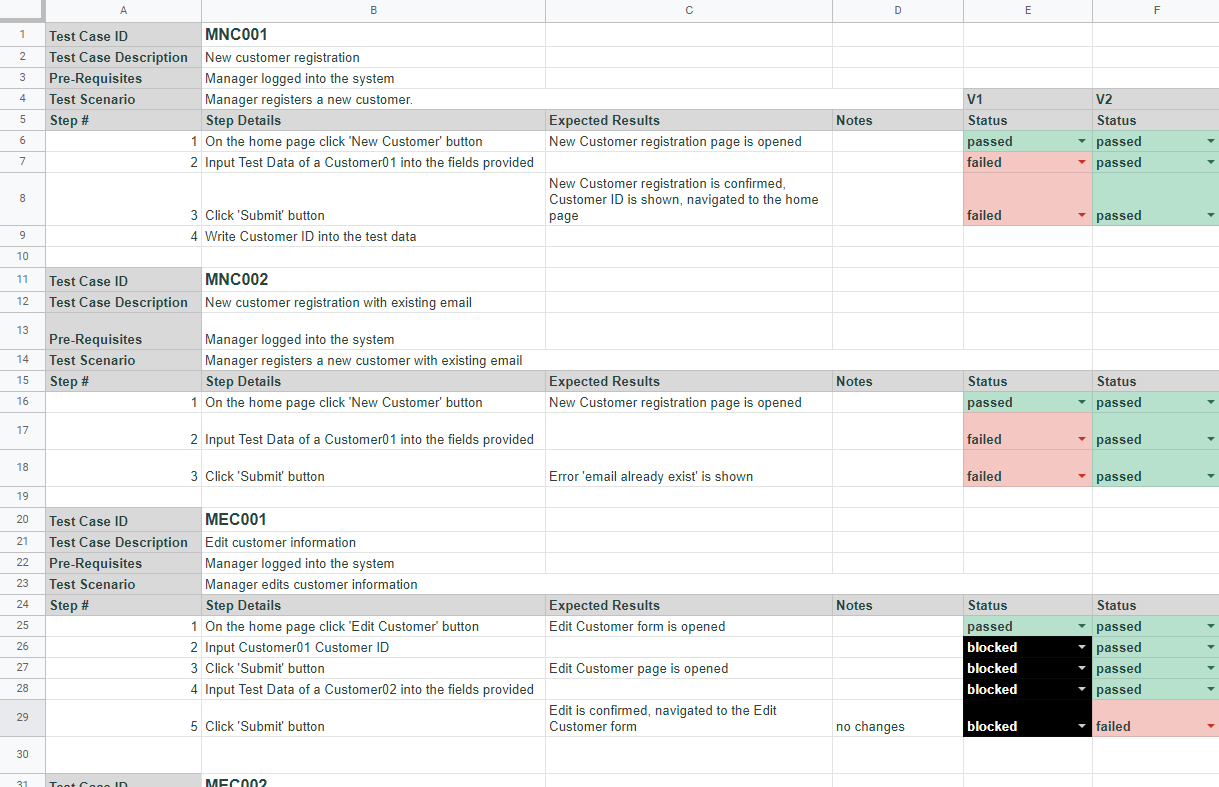 A B C D E F
1 Test Case ID MNC001
2 Test Case Description New customer registration
3 Pre-Requisites Manager logged into the system
4 Test Scenario Manager registers a new customer. V1 V2
5 Step # Step Details Expected Results Notes Status Status
6 1 On the home page click 'New Customer' button New Customer registration page is opened passed passed
7 2 Input Test Data of a Customer01 into the fields provided failed passed
New Customer registration is confirmed,
8 Customer ID is shown, navigated to the home
3 Click 'Submit' button page failed passed
9 4 Write Customer ID into the test data
10
11 Test Case ID MNC002
12 Test Case Description New customer registration with existing email
13 Pre-Requisites Manager logged into the system
14 Test Scenario Manager registers a new customer with existing email
15 Step # Step Details Expected Results Notes Status Status
16 1 On the home page click 'New Customer' button New Customer registration page is opened passed passed
17 2 Input Test Data of a Customer01 into the fields provided failed passed
18 3 Click 'Submit' button Error 'email already exist' is shown failed passed
19
20 Test Case ID MEC001
21 Test Case Description Edit customer information
22 Pre-Requisites Manager logged into the system
23 Test Scenario Manager edits customer information
24 Step # Step Details Expected Results Notes Status Status
25 1 On the home page click 'Edit Customer' button Edit Customer form is opened passed passed
26 2 Input Customer01 Customer ID blocked passed
27 3 Click 'Submit' button Edit Customer page is opened blocked passed
28 4 Input Test Data of a Customer02 into the fields provided blocked passed
29 Edit is confirmed, navigated to the Edit
5 Click 'Submit' button Customer form no changes blocked failed
30
31 Test Case ID MEC002